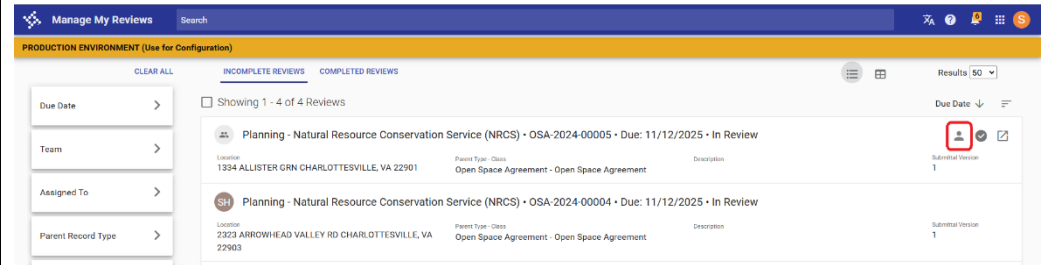 Manage My Reviews
Search
6
S
PRODUCTION ENVIRONMENT (Use for Configuration)
CLEAR ALL
INCOMPLETE REVIEWS COMPLETED REVIEWS
Results 50
Due Date
Showing 1 - 4 of 4 Reviews
Due Date
Planning - Natural Resource Conservation Service (NRCS) • OSA-2024-00005 • Due: 11/12/2025 • In Review
Team
Location Parent Type - Class Description Submittal Version
1334 ALLISTER GRN CHARLOTTESVILLE, VA 22901 Open Space Agreement - Open Space Agreement 1
Assigned To
SH Planning - Natural Resource Conservation Service (NRCS) • OSA-2024-00004 • Due: 11/12/2025 • In Review
Location Parent Type - Class Description Submittal Version
Parent Record Type
2323 ARROWHEAD VALLEY RD CHARLOTTESVILLE, VA Open Space Agreement - Open Space Agreement 1
22903